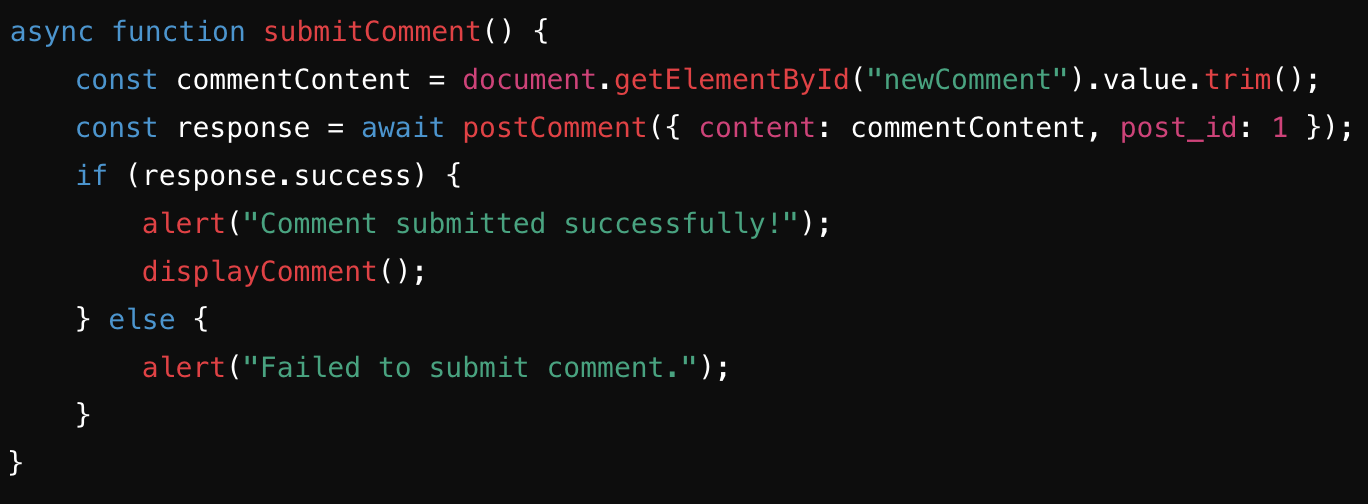 async function submitComment() {
    const commentContent = document.getElementById("newComment").value.trim();
    const response = await postComment({ content: commentContent, post_id: 1 });
    if (response.success) {
        alert("Comment submitted successfully!");
        displayComment();
    } else {
        alert("Failed to submit comment.");
    }
}